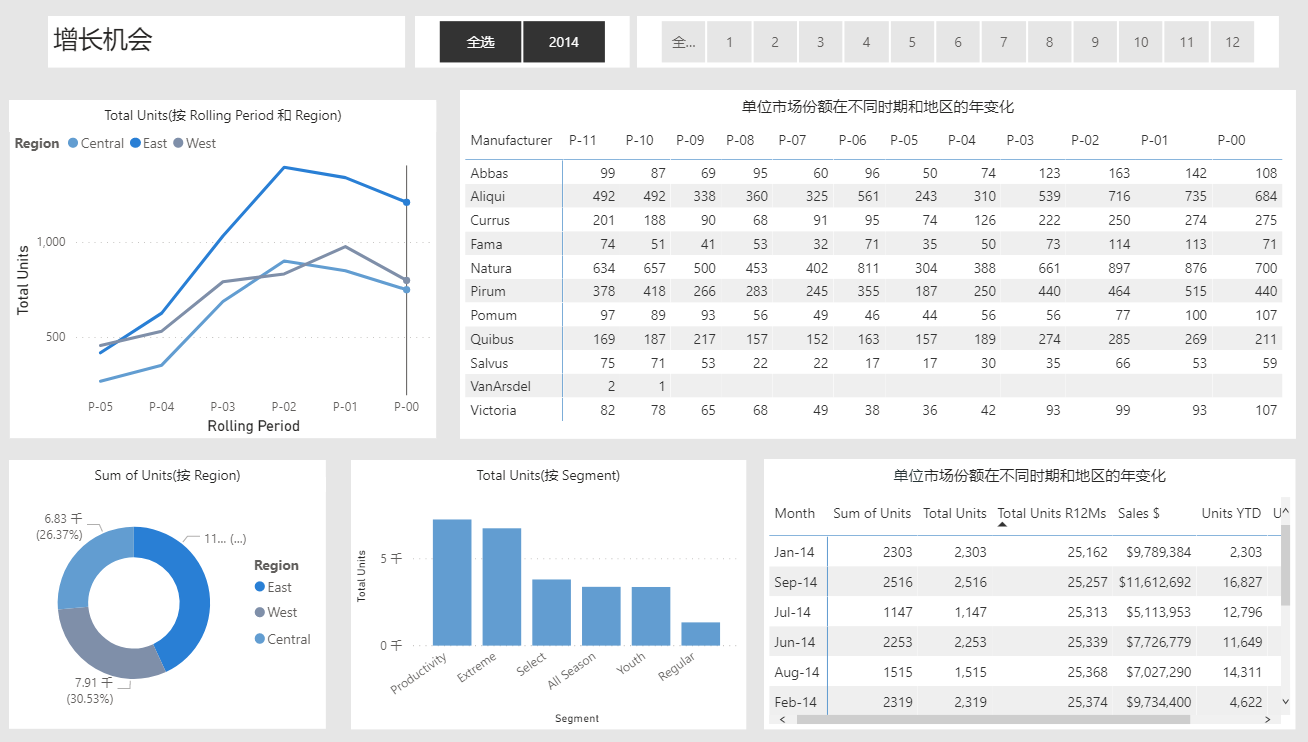 增长机会
全选 2014
全... 1 2 3 4 5 6 7 8 9 10 11 12
Total Units(按 Rolling Period 和 Region)
Region Central East West
Total Units
1,000
500
P-05 P-04 P-03 P-02 P-01 P-00
Rolling Period
单位市场份额在不同时期和地区的年变化
Manufacturer P-11 P-10 P-09 P-08 P-07 P-06 P-05 P-04 P-03 P-02 P-01 P-00
Abbas 99 87 69 95 60 96 50 74 123 163 142 108
Aliqui 492 492 338 360 325 561 243 310 539 716 735 684
Currus 201 188 90 68 91 95 74 126 222 250 274 275
Fama 74 51 41 53 32 71 35 50 73 114 113 71
Natura 634 657 500 453 402 811 304 388 661 897 876 700
Pirum 378 418 266 283 245 355 187 250 440 464 515 440
Pomum 97 89 93 56 49 46 44 56 56 77 100 107
Quibus 169 187 217 157 152 163 157 189 274 285 269 211
Salvus 75 71 53 22 22 17 17 30 35 66 53 59
VanArsdel 2 1
Victoria 82 78 65 68 49 38 36 42 93 99 93 107
Sum of Units(按 Region)
6.83 千
(26.37%)
11... (...)
7.91 千
(30.53%)
Region
East
West
Central
Total Units(按 Segment)
Total Units
5 千
0 千
Productivity Extreme Select All Season Youth Regular
Segment
单位市场份额在不同时期和地区的年变化
Month Sum of Units Total Units Total Units R12Ms Sales $ Units YTD U
Jan-14 2303 2,303 25,162 $9,789,384 2,303
Sep-14 2516 2,516 25,257 $11,612,692 16,827
Jul-14 1147 1,147 25,313 $5,113,953 12,796
Jun-14 2253 2,253 25,339 $7,726,779 11,649
Aug-14 1515 1,515 25,368 $7,027,290 14,311
Feb-14 2319 2,319 25,374 $9,734,400 4,622